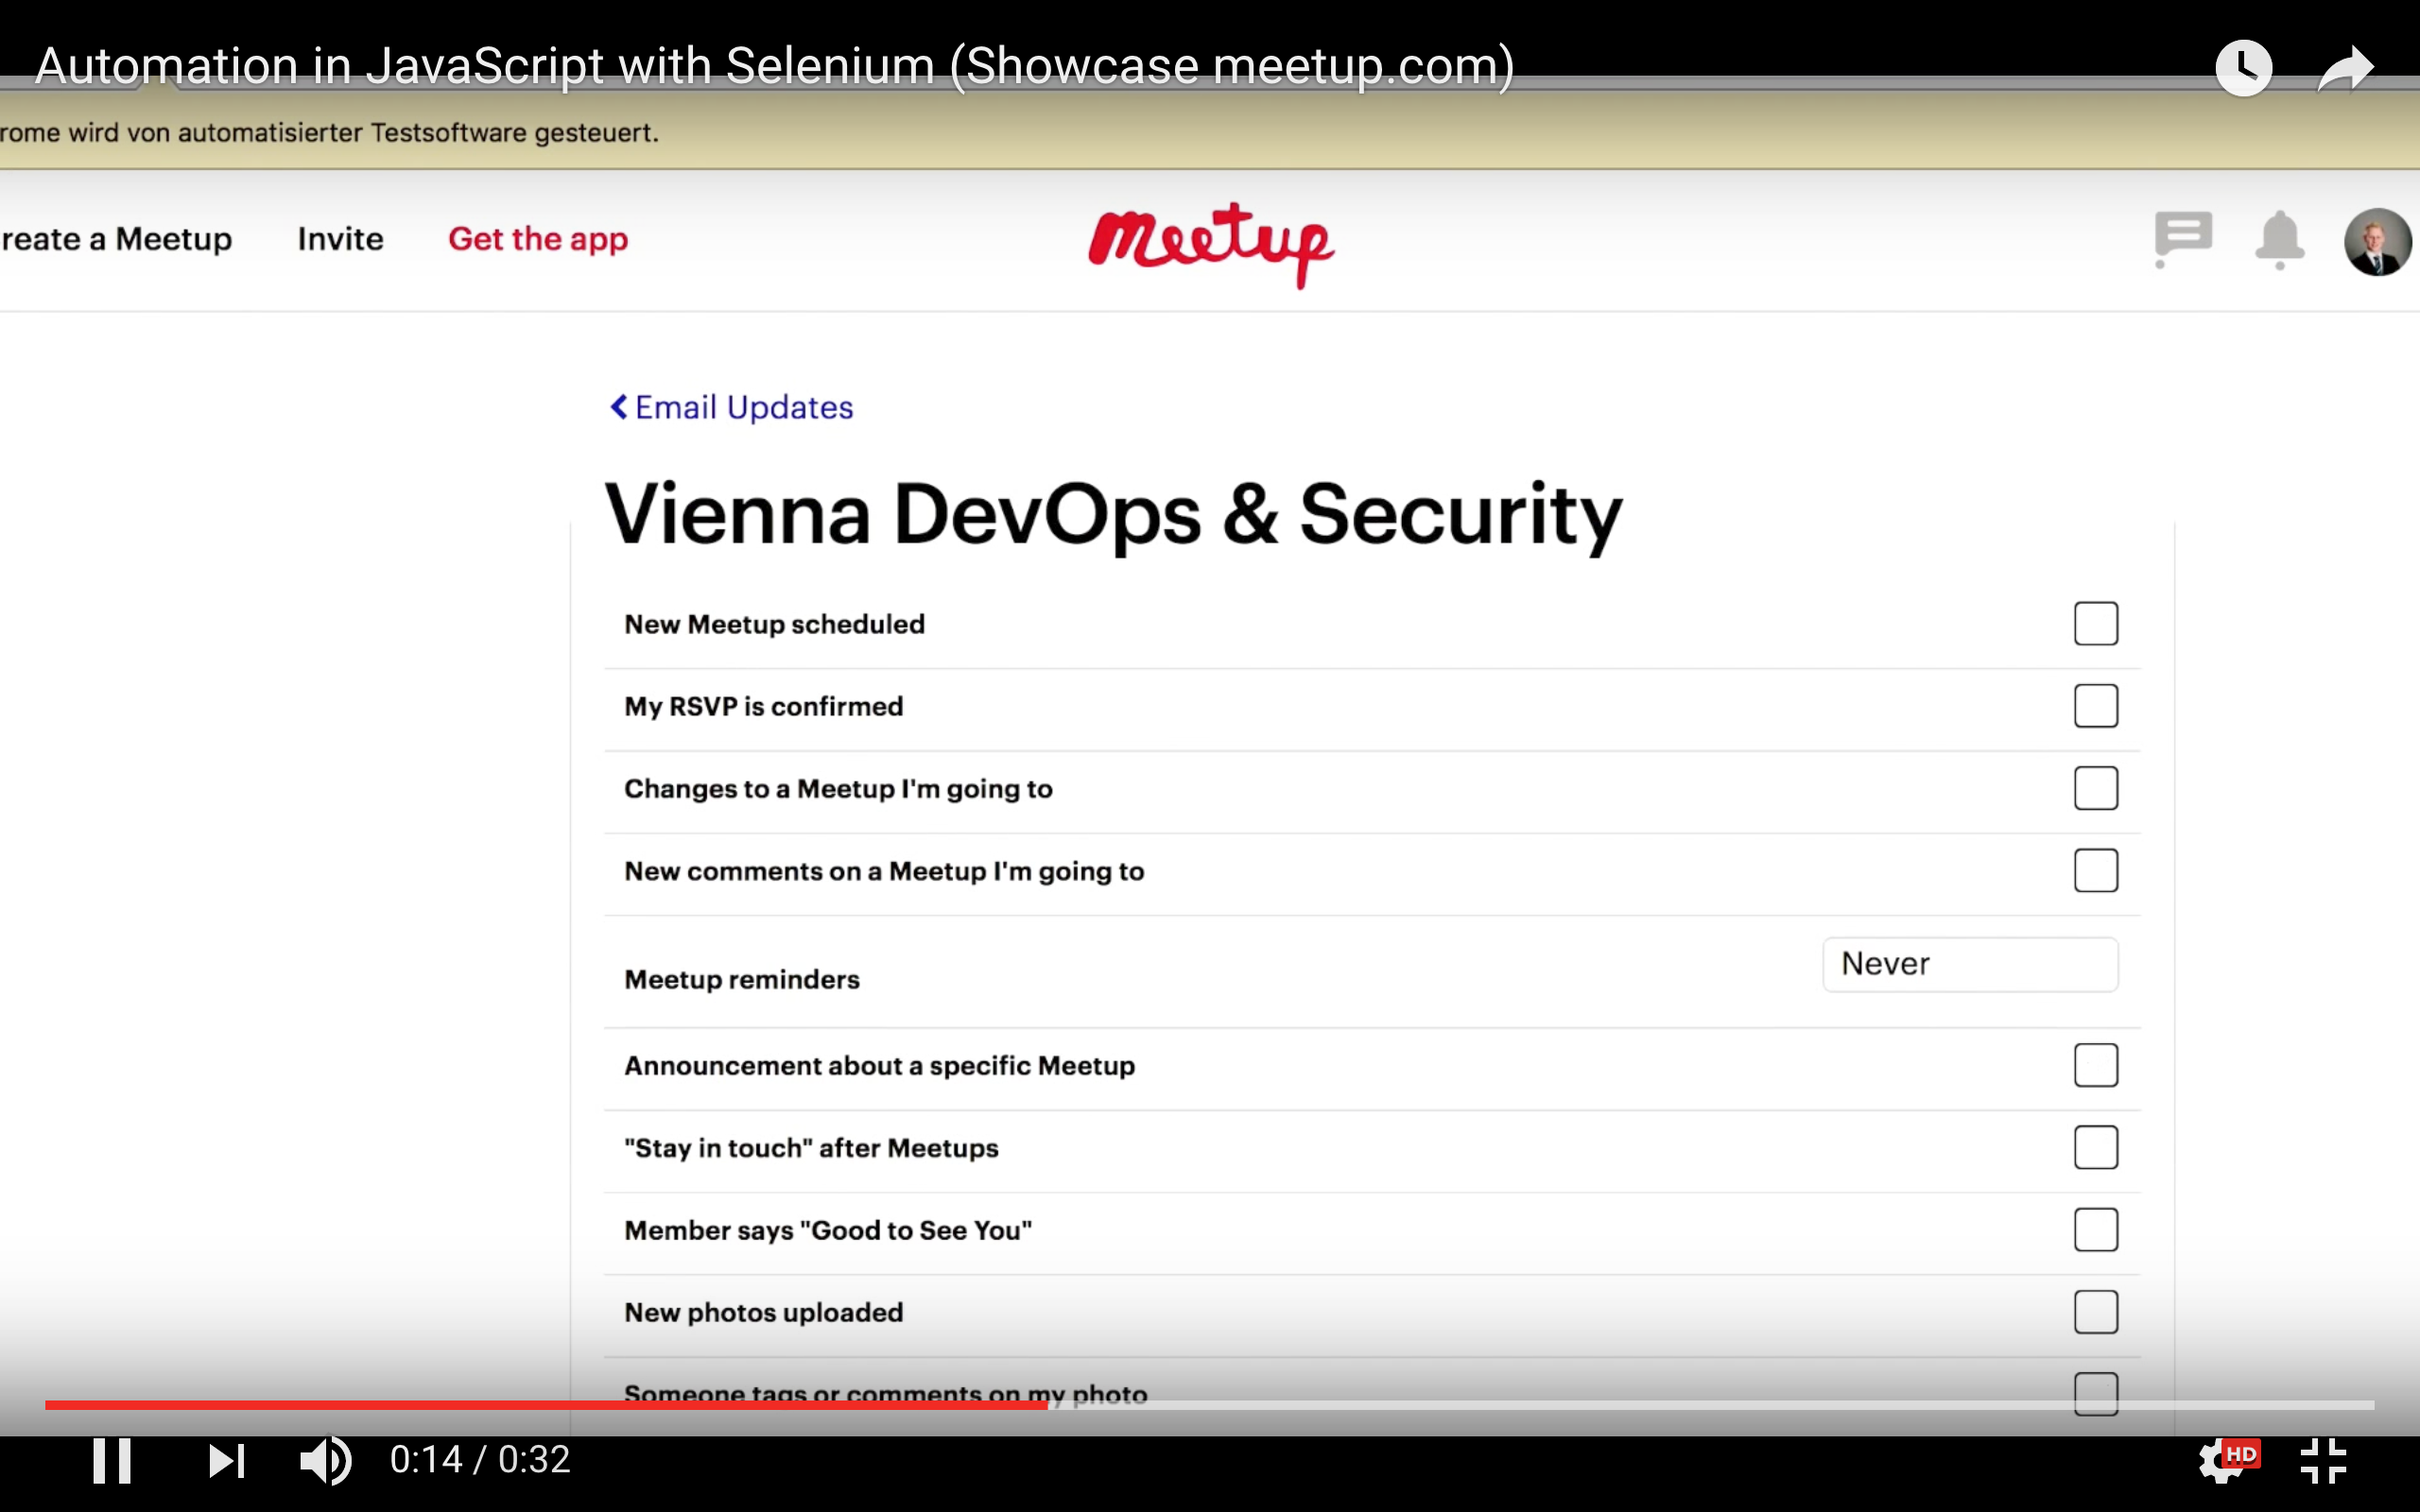 Automation in JavaScript with Selenium (Showcase meetup.com)
rome wird von automatisierter Testsoftware gesteuert.
reate a Meetup Invite Get the app
meetup
Email Updates
Vienna DevOps & Security
New Meetup scheduled
My RSVP is confirmed
Changes to a Meetup I'm going to
New comments on a Meetup I'm going to
Meetup reminders Never
Announcement about a specific Meetup
"Stay in touch" after Meetups
Member says "Good to See You"
New photos uploaded
Someone tags or comments on my photo
0:14 / 0:32 HD